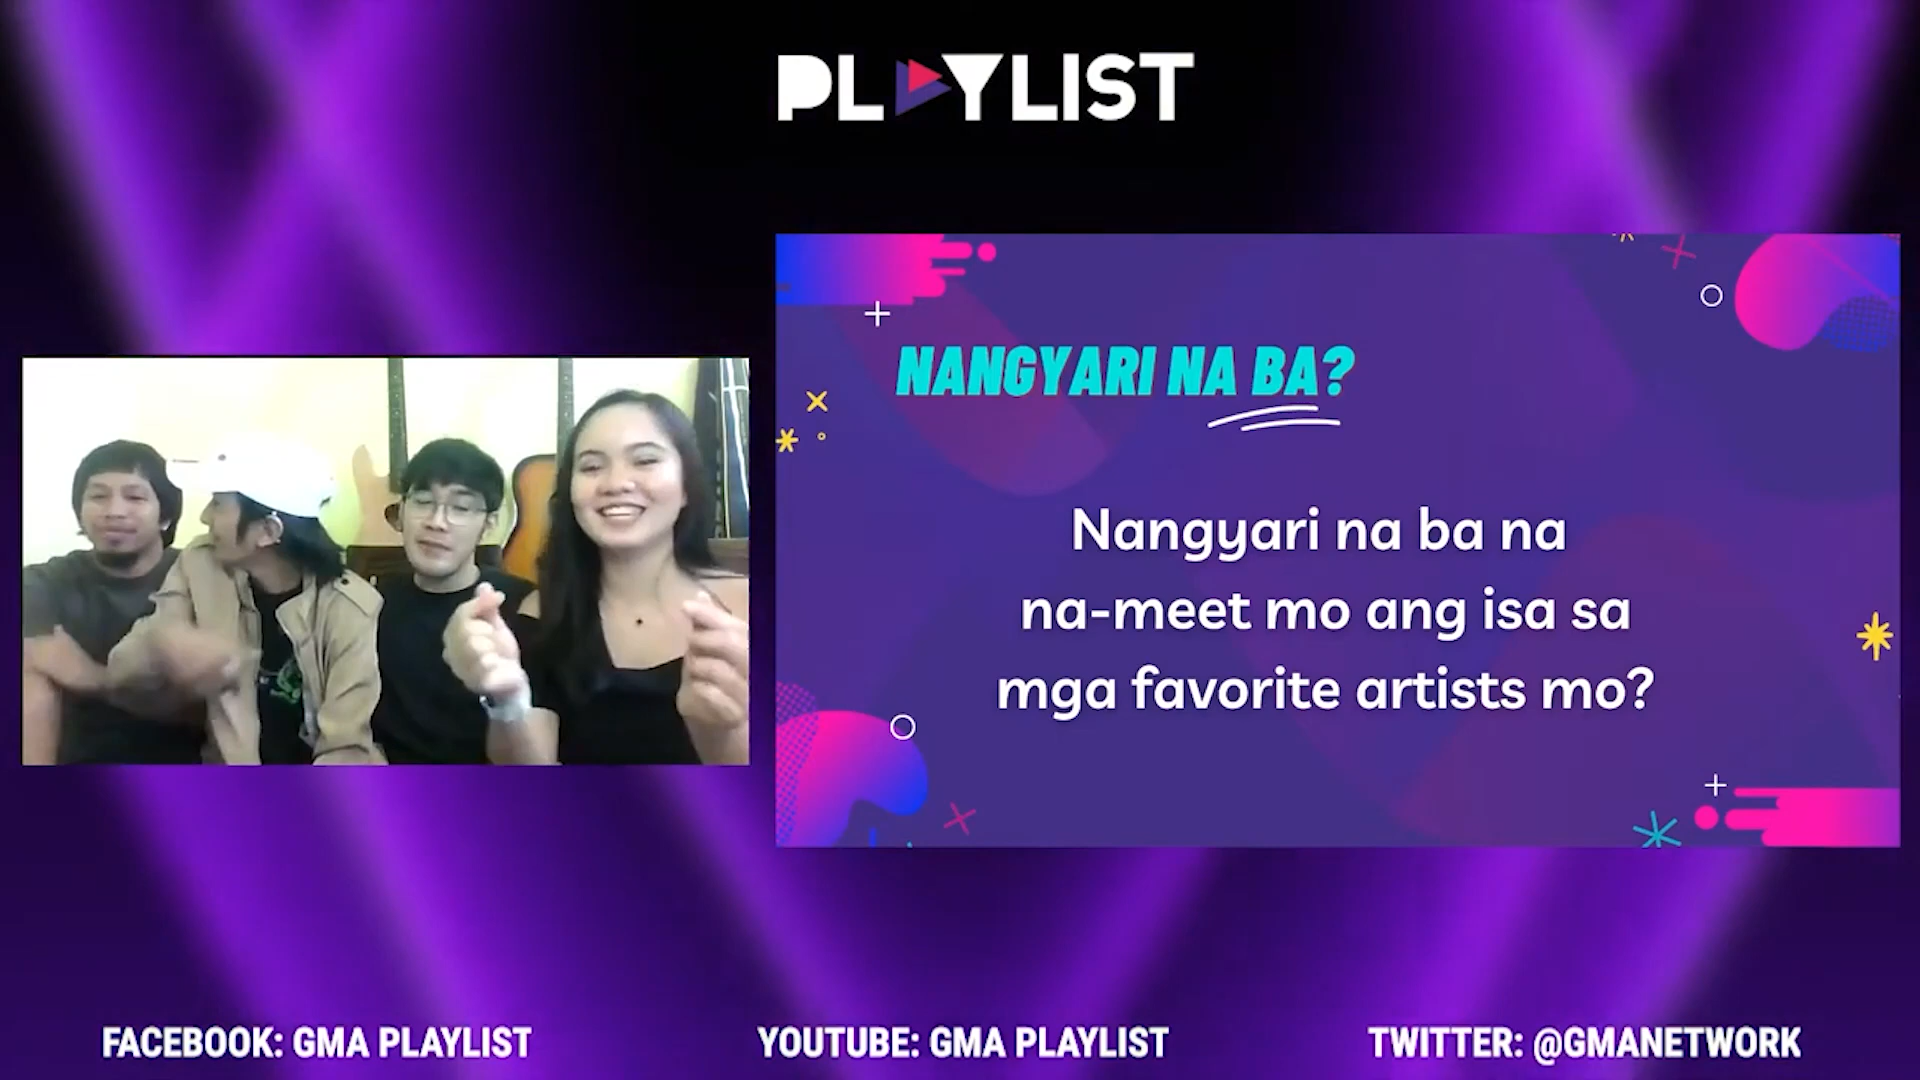 PLAYLIST
NANGYARI NA BA?
Nangyari na ba na
na-meet mo ang isa sa
mga favorite artists mo?
FACEBOOK: GMA PLAYLIST
YOUTUBE: GMA PLAYLIST
TWITTER: @GMANETWORK